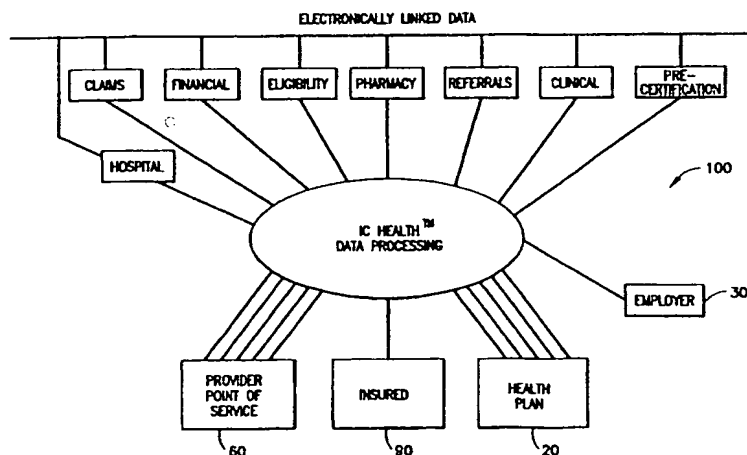 ELECTRONICALLY LINKED DATA
CLAIMS
FINANCIAL
ELIGIBILITY
PHARMACY
REFERRALS
CLINICAL
PRE-
CERTIFICATION
HOSPITAL
100
IC HEALTH™
DATA PROCESSING
EMPLOYER
30
PROVIDER
POINT OF
SERVICE
INSURED
HEALTH
PLAN
60
80
20